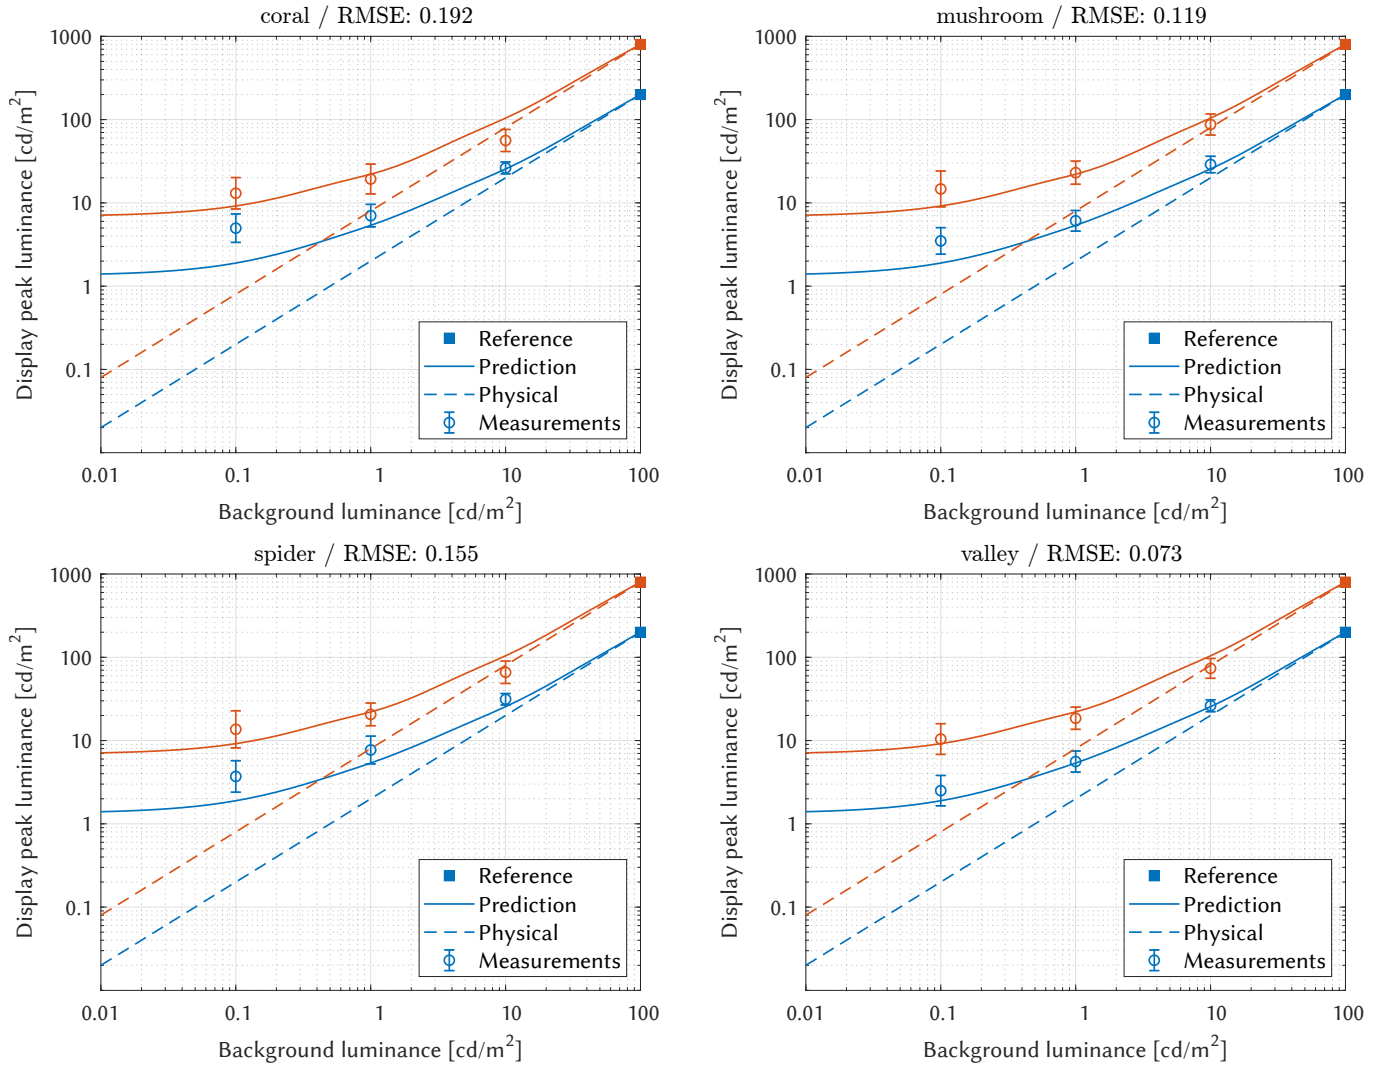 coral / RMSE: 0.192
1000
100
10
1
0.1
Display peak luminance [cd/m²]
Reference
Prediction
Physical
Measurements
0.01
0.1
1
10
100
Background luminance [cd/m²]
mushroom / RMSE: 0.119
1000
100
10
1
0.1
Display peak luminance [cd/m²]
Reference
Prediction
Physical
Measurements
0.01
0.1
1
10
100
Background luminance [cd/m²]
spider / RMSE: 0.155
1000
100
10
1
0.1
Display peak luminance [cd/m²]
Reference
Prediction
Physical
Measurements
0.01
0.1
1
10
100
Background luminance [cd/m²]
valley / RMSE: 0.073
1000
100
10
1
0.1
Display peak luminance [cd/m²]
Reference
Prediction
Physical
Measurements
0.01
0.1
1
10
100
Background luminance [cd/m²]